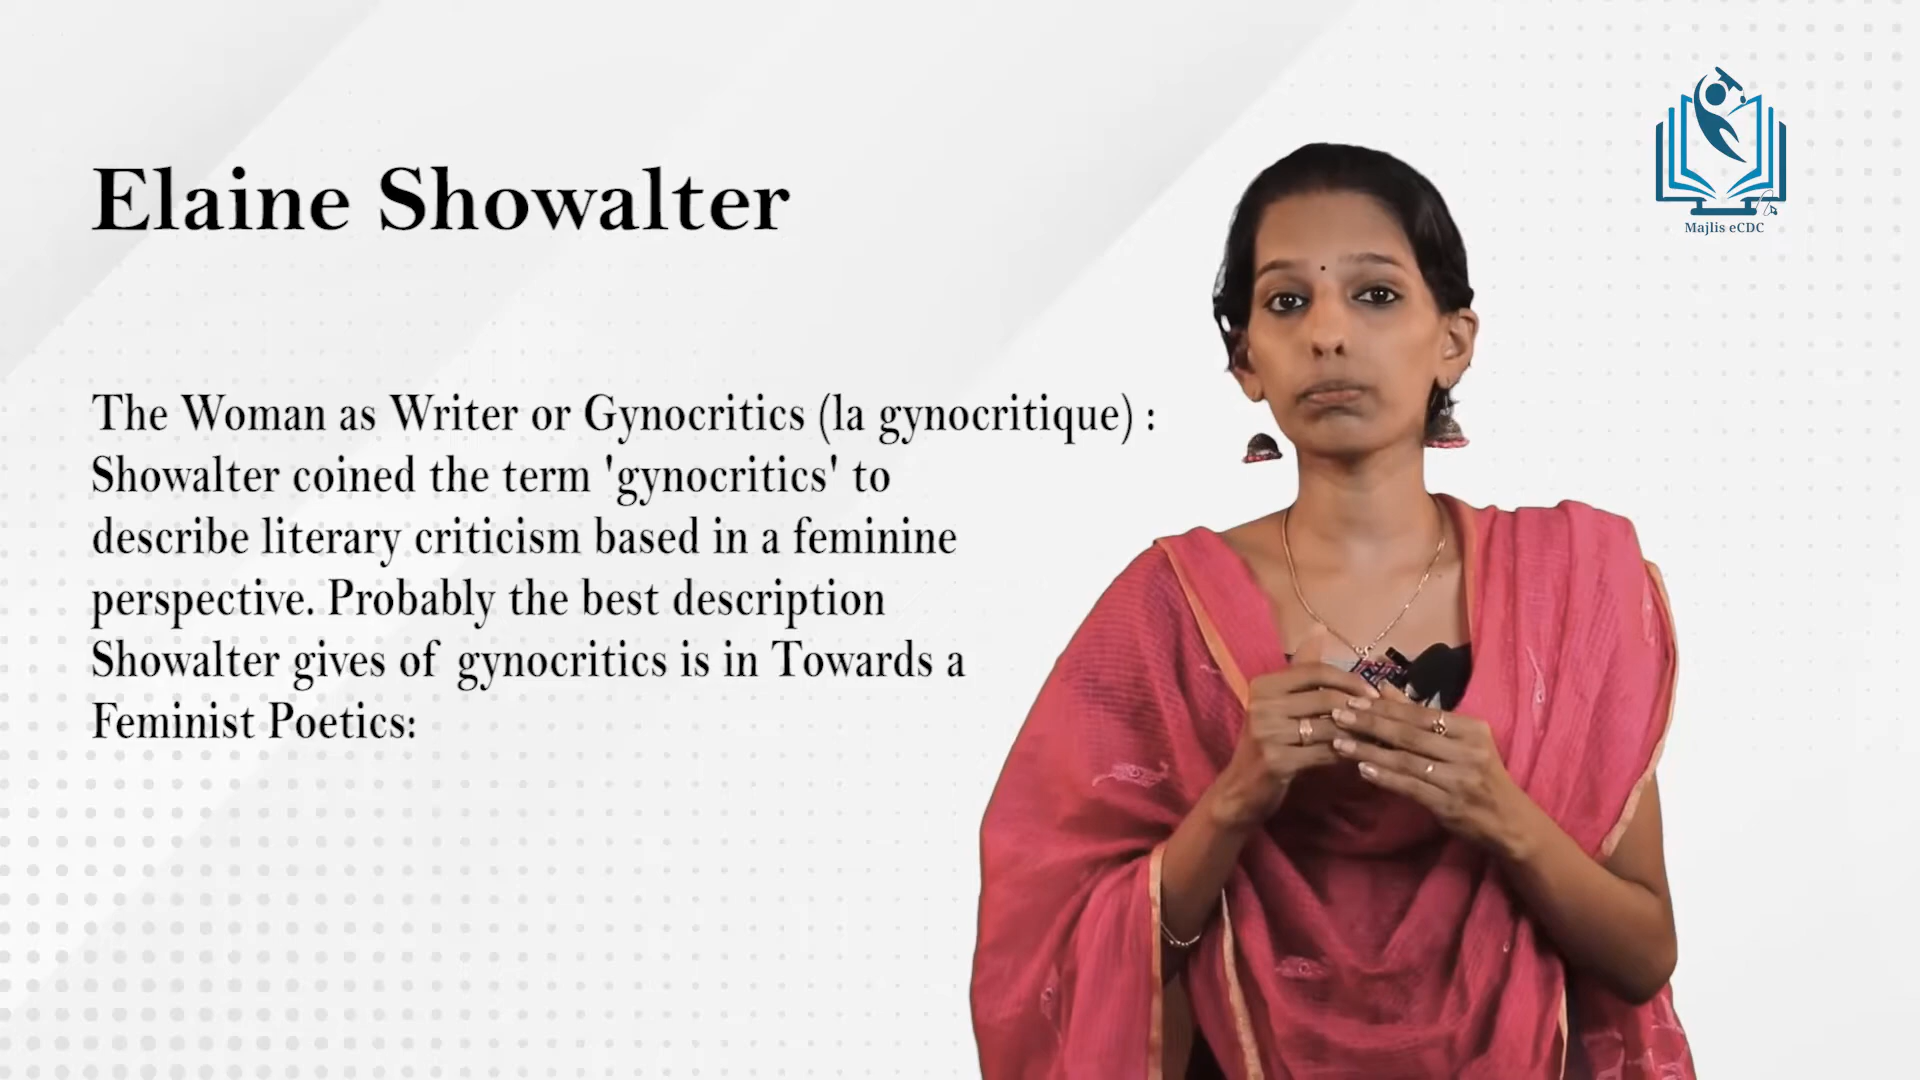 Elaine Showalter
Majlis eCDC
The Woman as Writer or Gynocritics (la gynocritique) :
Showalter coined the term 'gynocritics' to
describe literary criticism based in a feminine
perspective. Probably the best description
Showalter gives of gynocritics is in Towards a
Feminist Poetics: